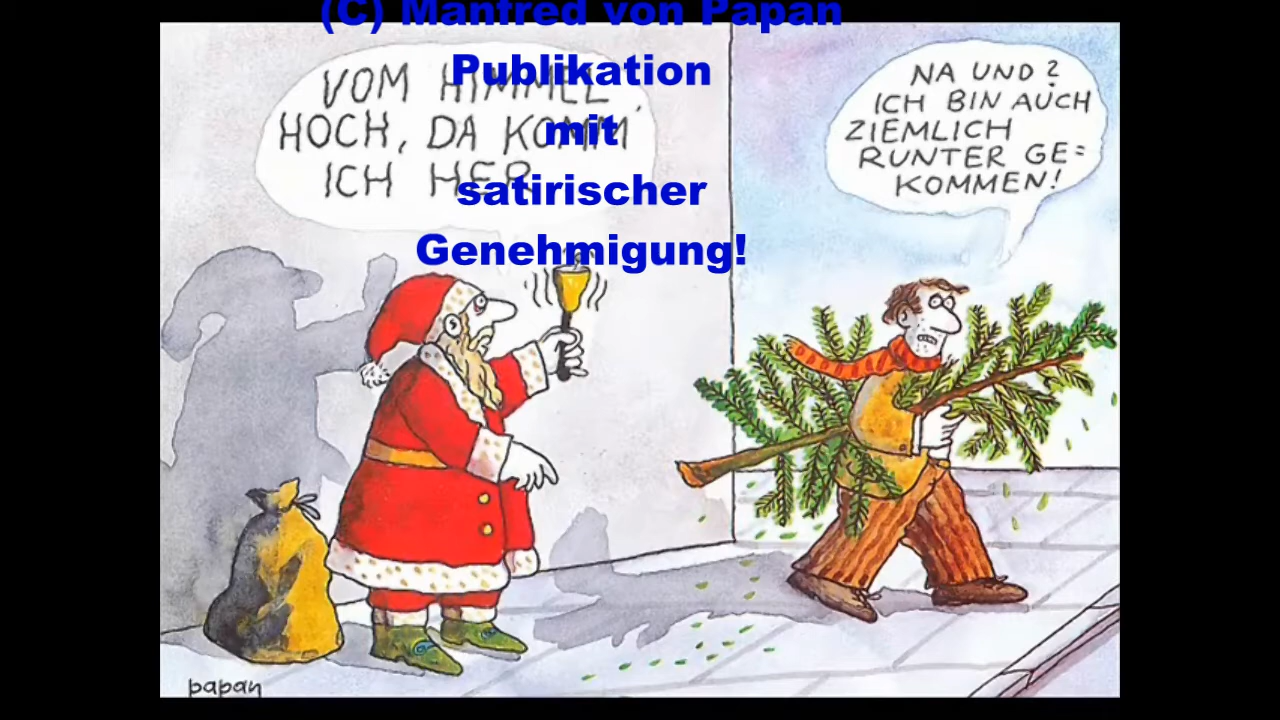 (C) Manfred von Papan
Publikation
mit
satirischer
Genehmigung!
VOM HIMMEL
HOCH, DA KOMM'
ICH HER
NA UND?
ICH BIN AUCH
ZIEMLICH
RUNTER GE=
KOMMEN!
papan